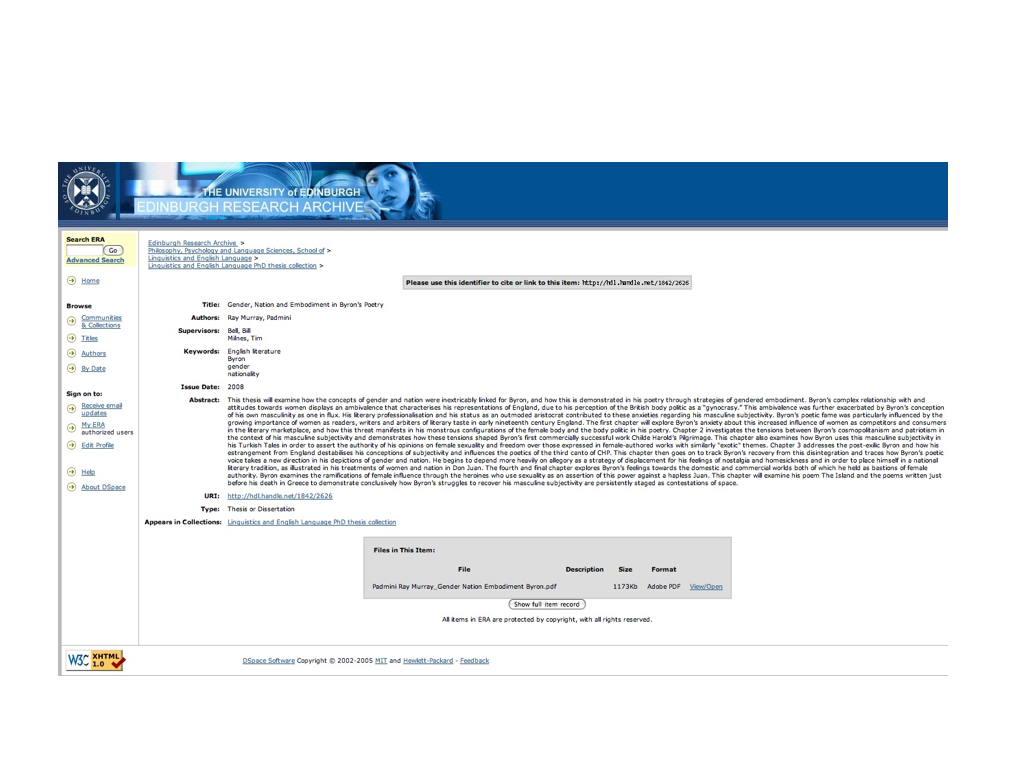 THE UNIVERSITY of EDINBURGH
EDINBURGH RESEARCH ARCHIVE
Search ERA
Go
Advanced Search
Home
Browse
Communities
& Collections
Titles
Authors
By Date
Sign on to:
Receive email
updates
My ERA
authorized users
Edit Profile
Help
About DSpace
Edinburgh Research Archive >
Philosophy, Psychology and Language Sciences, School of >
Linguistics and English Language >
Linguistics and English Language PhD thesis collection >
Please use this identifier to cite or link to this item: http://hdl.handle.net/1842/2626
Title: Gender, Nation and Embodiment in Byron's Poetry
Authors: Ray Murray, Padmini
Supervisors: Bell, Bill
Milnes, Tim
Keywords: English literature
Byron
gender
nationality
Issue Date: 2008
Abstract: This thesis will examine how the concepts of gender and nation were inextricably linked for Byron, and how this is demonstrated in his poetry through strategies of gendered embodiment. Byron's complex relationship with and
attitudes towards women displays an ambivalence that characterises his representations of England, due to his perception of the British body politic as a "gynocrasy." This ambivalence was further exacerbated by Byron's conception
of his own masculinity as one in flux. His literary professionalisation and his status as an outmoded aristocrat contributed to these anxieties regarding his masculine subjectivity. Byron's poetic fame was particularly influenced by the
growing importance of women as readers, writers and arbiters of literary taste in early nineteenth century England. The first chapter will explore Byron's anxiety about this increased influence of women as competitors and consumers
in the literary marketplace, and how this threat manifests in his monstrous configurations of the female body and the body politic in his poetry. Chapter 2 investigates the tensions between Byron's cosmopolitanism and patriotism in
the context of his masculine subjectivity and demonstrates how these tensions shaped Byron's first commercially successful work Childe Harold's Pilgrimage. This chapter also examines how Byron uses this masculine subjectivity in
his Turkish Tales in order to assert the authority of his opinions on female sexuality and freedom over those expressed in female-authored works with similarly "exotic" themes. Chapter 3 addresses the post-exilic Byron and how his
estrangement from England destabilises his conceptions of subjectivity and influences the poetics of the third canto of CHP. This chapter then goes on to track Byron's recovery from this disintegration and traces how Byron's poetic
voice takes a new direction in his depictions of gender and nation. He begins to depend more heavily on allegory as a strategy of displacement for his feelings of nostalgia and homesickness and in order to place himself in a national
literary tradition, as illustrated in his treatments of women and nation in Don Juan. The fourth and final chapter explores Byron's feelings towards the domestic and commercial worlds both of which he held as bastions of female
authority. Byron examines the ramifications of female influence through the heroines who use sexuality as an assertion of this power against a hapless Juan. This chapter will examine his poem The Island and the poems written just
before his death in Greece to demonstrate conclusively how Byron's struggles to recover his masculine subjectivity are persistently staged as contestations of space.
URI: http://hdl.handle.net/1842/2626
Type: Thesis or Dissertation
Appears in Collections: Linguistics and English Language PhD thesis collection
Files in This Item:
File Description Size Format
Padmini Ray Murray_Gender Nation Embodiment Byron.pdf 1173Kb Adobe PDF View/Open
Show full item record
All items in ERA are protected by copyright, with all rights reserved.
W3C XHTML
1.0
DSpace Software Copyright © 2002-2005 MIT and Hewlett-Packard - Feedback